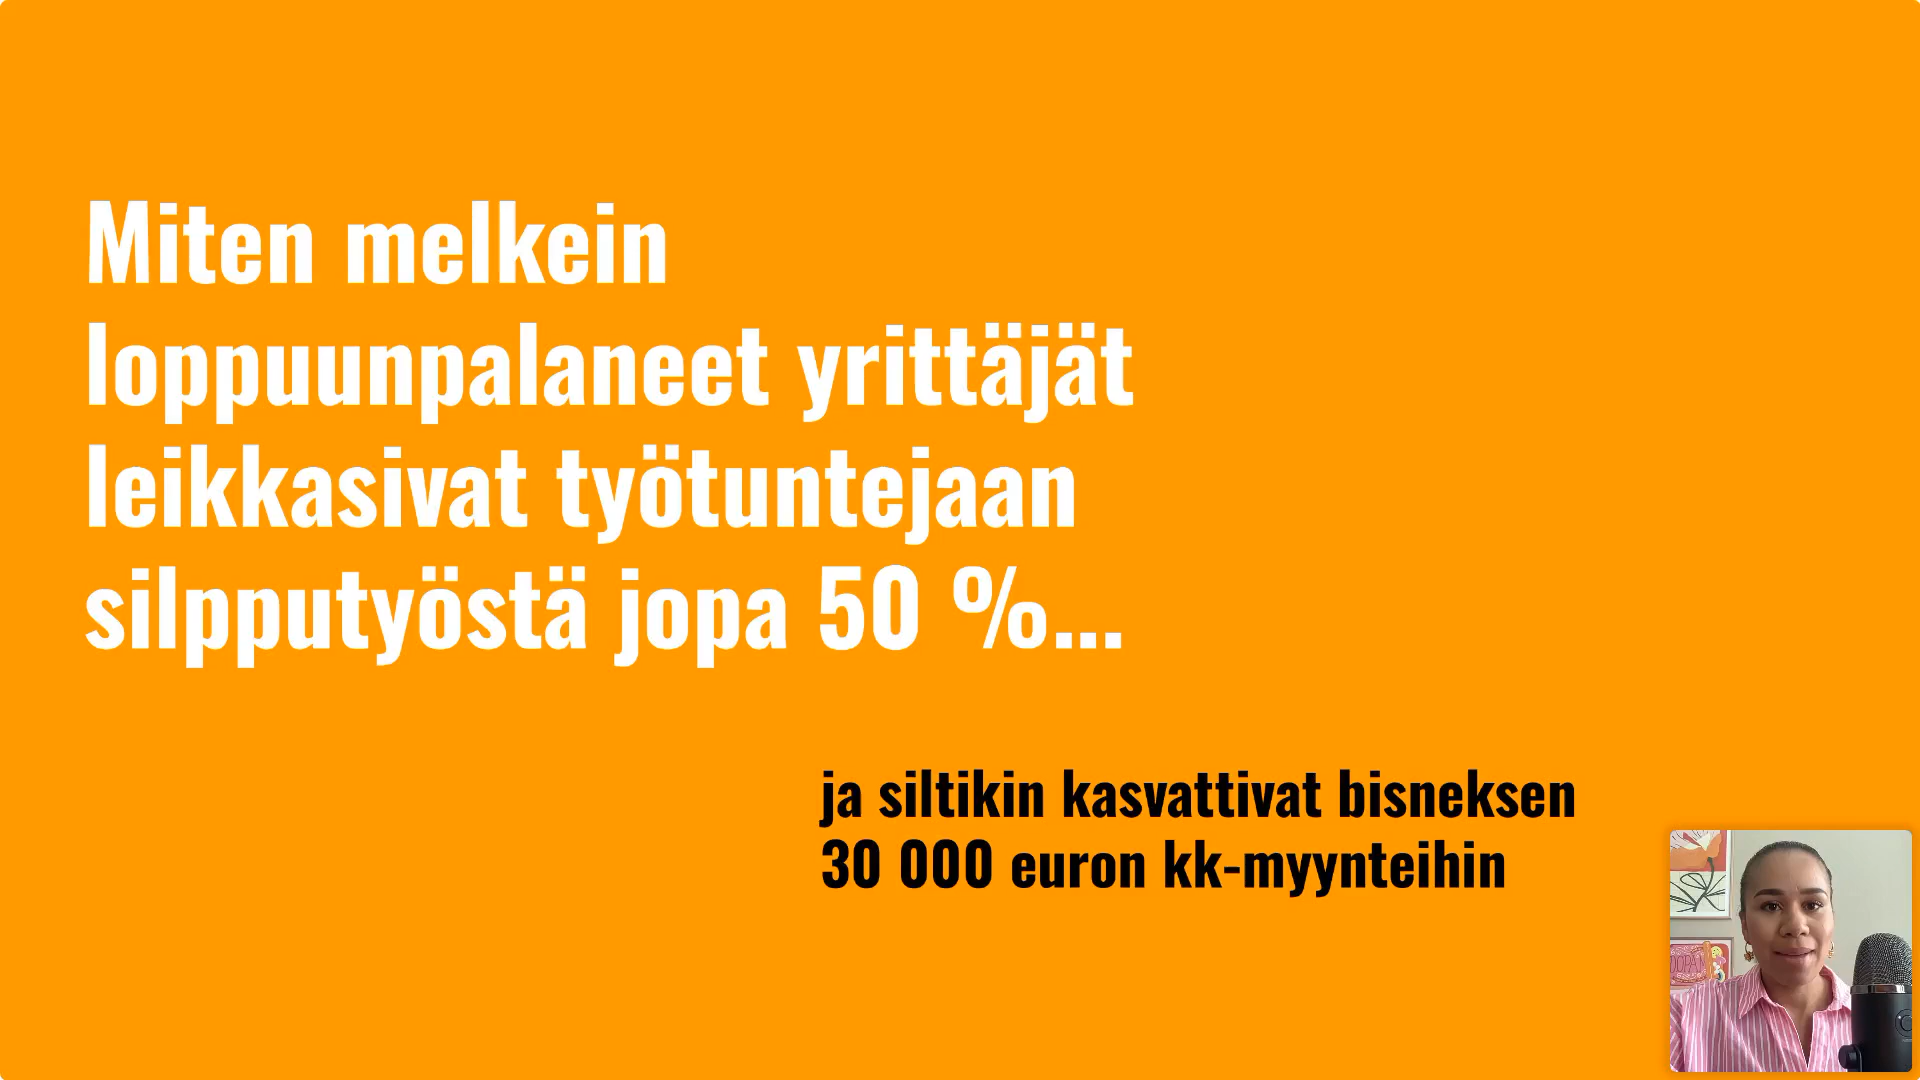 Miten melkein
loppuunpalaneet yrittäjät
leikkasivat työtuntejaan
silpputyöstä jopa 50 %...
ja siltikin kasvattivat bisneksen
30 000 euron kk-myynteihin